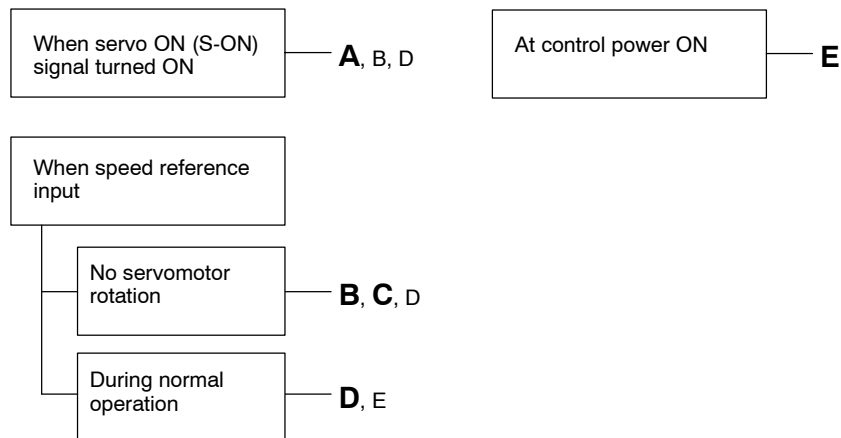 When servo ON (S-ON)
signal turned ON
A, B, D
At control power ON
E
When speed reference
input
No servomotor
rotation
B, C, D
During normal
operation
D, E